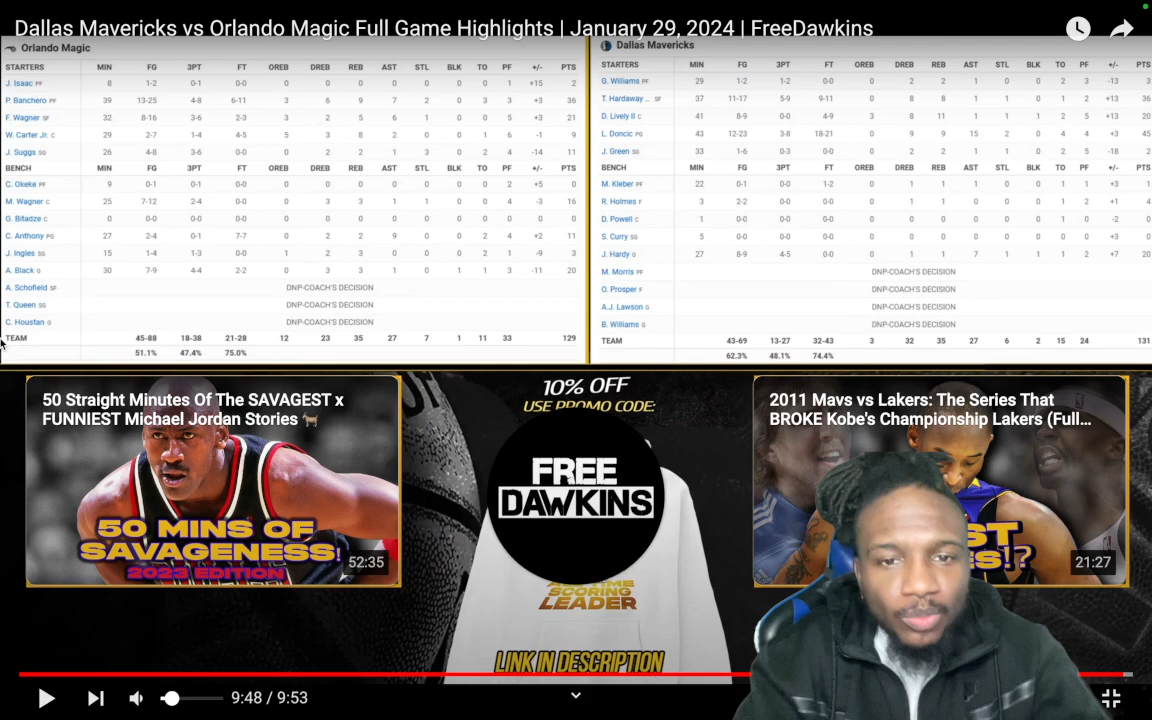 Dallas Mavericks vs Orlando Magic Full Game Highlights | January 29, 2024 | FreeDawkins
Orlando Magic
STARTERS MIN FG 3PT FT OREB DREB REB AST STL BLK TO PF +/- PTS
J. Isaac PF 8 1-2 0-1 0-0 0 0 0 0 0 0 0 1 +15 2
P. Banchero PF 39 13-25 4-8 6-11 3 6 9 7 2 0 3 3 +3 36
F. Wagner SF 32 8-16 3-6 2-3 3 2 5 6 1 0 0 5 +3 21
W. Carter Jr. C 29 2-7 1-4 4-5 5 3 8 2 0 0 1 6 -1 9
J. Suggs SG 26 4-8 3-6 0-0 0 2 2 1 3 0 2 4 -14 11
BENCH MIN FG 3PT FT OREB DREB REB AST STL BLK TO PF +/- PTS
C. Okeke PF 9 0-1 0-1 0-0 0 0 0 0 0 0 0 2 +5 0
M. Wagner C 25 7-12 2-4 0-0 0 3 3 1 1 0 0 4 -3 16
G. Bitadze C 0 0-0 0-0 0-0 0 0 0 0 0 0 0 0 0 0
C. Anthony PG 27 2-4 0-1 7-7 0 2 2 9 0 0 2 4 +2 11
J. Ingles SG 15 1-4 1-3 0-0 1 2 3 0 0 0 2 1 -9 3
A. Black G 30 7-9 4-4 2-2 0 3 3 1 0 1 1 3 -11 20
A. Schofield SF DNP-COACH'S DECISION
T. Queen SG DNP-COACH'S DECISION
C. Houstan G DNP-COACH'S DECISION
TEAM 45-88 18-38 21-28 12 23 35 27 7 1 11 33 129
51.1% 47.4% 75.0%
Dallas Mavericks
STARTERS MIN FG 3PT FT OREB DREB REB AST STL BLK TO PF +/- PTS
G. Williams PF 29 1-2 1-2 0-0 0 2 2 1 0 0 2 3 -13 3
T. Hardaway ... SF 37 11-17 5-9 9-11 0 8 8 1 1 0 1 2 +13 36
D. Lively II C 41 8-9 0-0 4-9 3 8 11 1 1 1 2 5 +13 20
L. Doncic PG 43 12-23 3-8 18-21 0 9 9 15 2 0 4 4 +3 45
J. Green SG 33 1-6 0-3 0-0 0 2 2 1 1 0 2 5 -18 2
BENCH MIN FG 3PT FT OREB DREB REB AST STL BLK TO PF +/- PTS
M. Kleber PF 22 0-1 0-0 1-2 0 1 1 1 0 1 1 1 +3 1
R. Holmes F 3 2-2 0-0 0-0 0 1 1 0 0 0 1 2 +1 4
D. Powell C 1 0-0 0-0 0-0 0 0 0 0 0 0 1 0 -2 0
S. Curry SG 5 0-0 0-0 0-0 0 0 0 0 0 0 0 0 +3 0
J. Hardy G 27 8-9 4-5 0-0 0 1 1 7 1 0 1 2 +7 20
M. Morris PF DNP-COACH'S DECISION
O. Prosper F DNP-COACH'S DECISION
A.J. Lawson G DNP-COACH'S DECISION
B. Williams G DNP-COACH'S DECISION
TEAM 43-69 13-27 32-43 3 32 35 27 6 2 15 24 131
62.3% 48.1% 74.4%
50 Straight Minutes Of The SAVAGEST x
FUNNIEST Michael Jordan Stories
50 MINS OF
SAVAGENESS!
2023 EDITION
52:35
10% OFF
USE PROMO CODE:
FREE
DAWKINS
LEADER
LINK IN DESCRIPTION
2011 Mavs vs Lakers: The Series That
BROKE Kobe's Championship Lakers (Full...
21:27
9:48 / 9:53